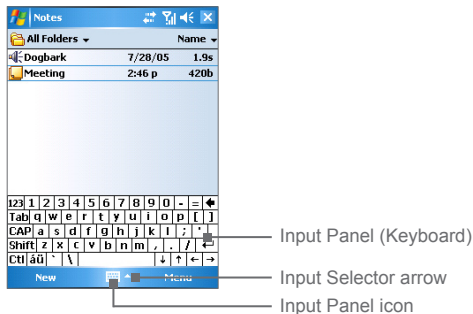 Notes
All Folders Name
Dogbark 7/28/05 1.9s
Meeting 2:46 p 420b
123 1 2 3 4 5 6 7 8 9 0 - =
Tab q w e r t y u i o p [ ]
CAP a s d f g h j k l ; '
Shift z x c v b n m , . /
Ctl áü ` \ ↓ ↑ ← →
New Menu
Input Panel (Keyboard)
Input Selector arrow
Input Panel icon